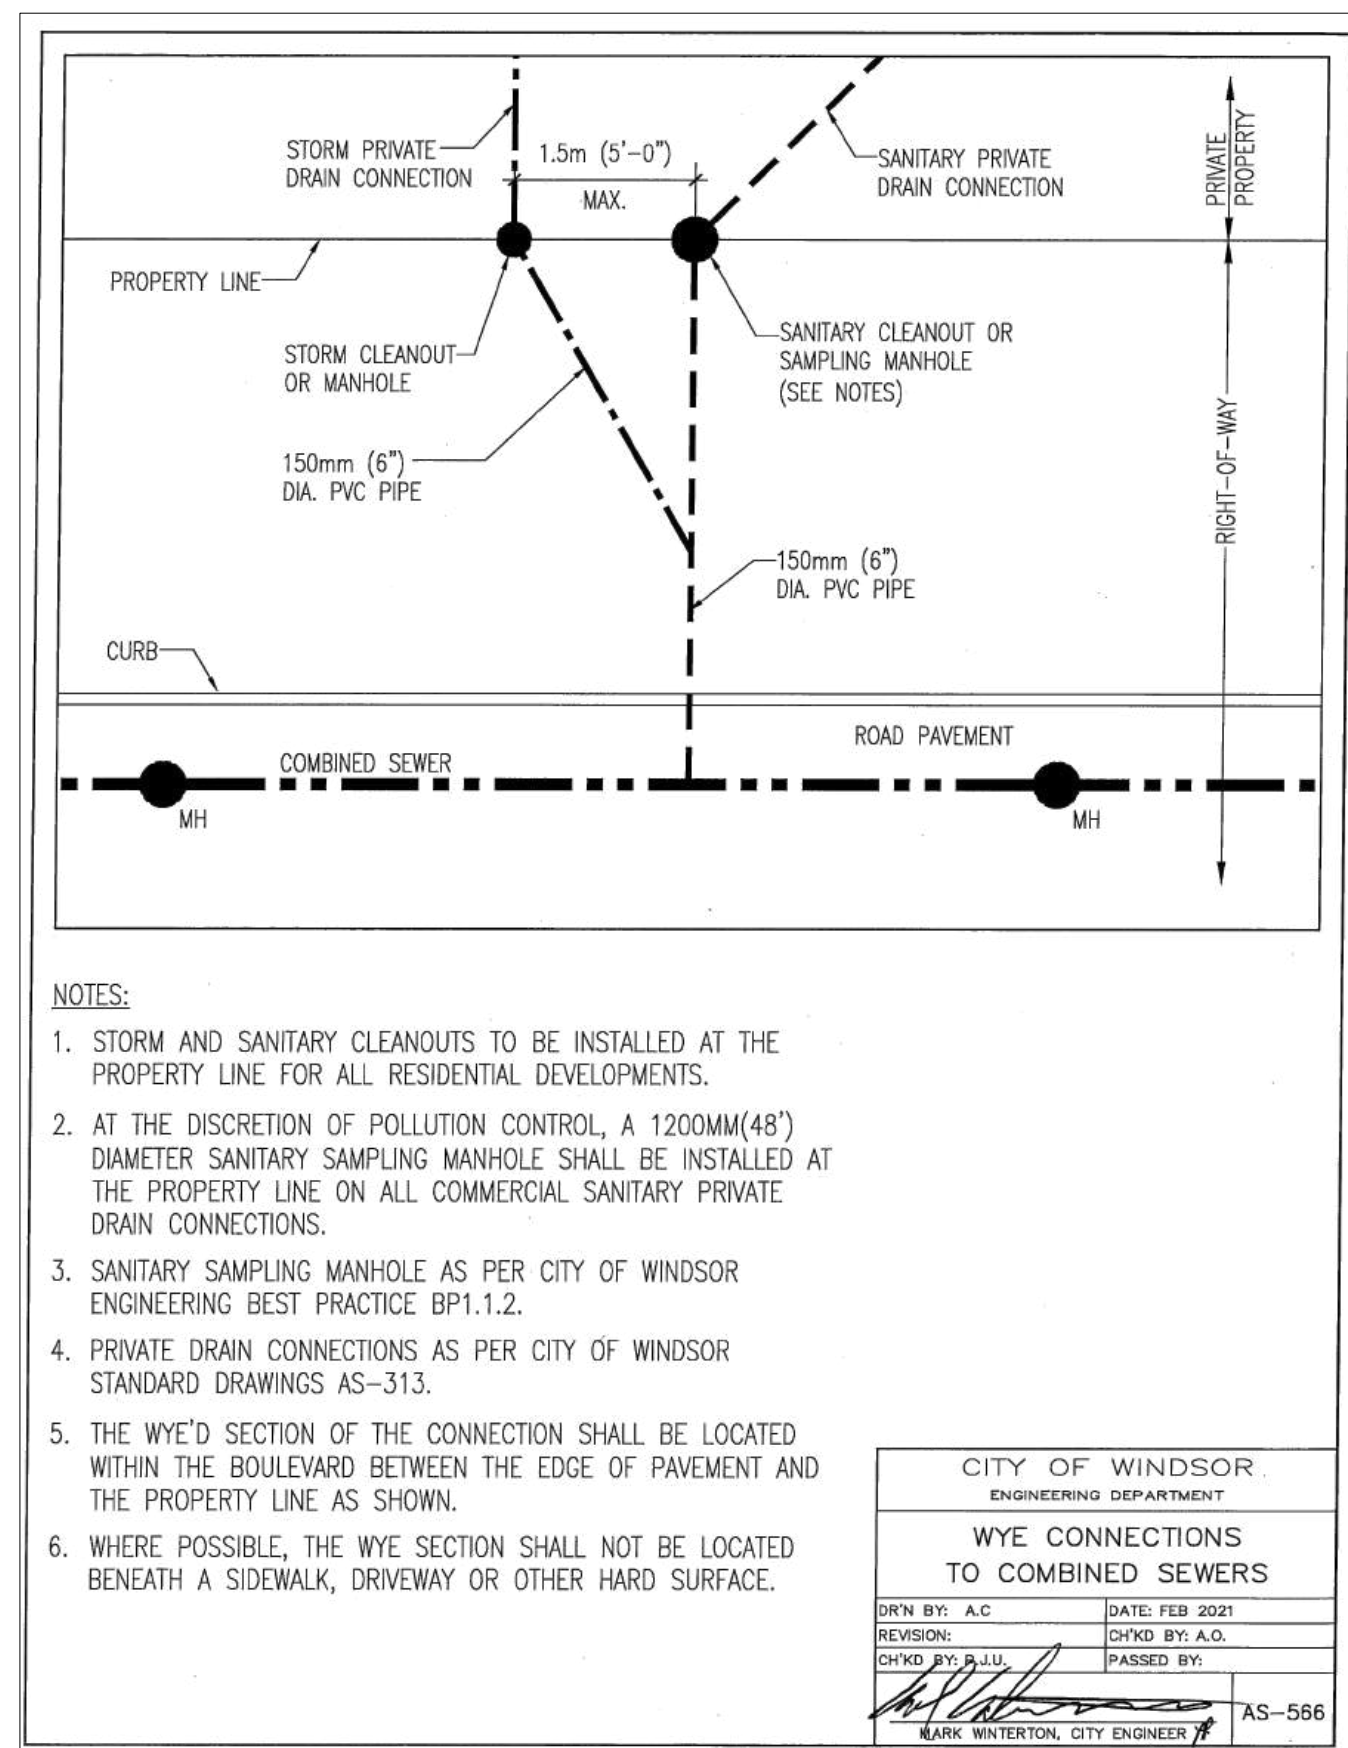 STORM PRIVATE
DRAIN CONNECTION
1.5m (5'-0")
MAX.
SANITARY PRIVATE
DRAIN CONNECTION
PRIVATE
PROPERTY
PROPERTY LINE
STORM CLEANOUT
OR MANHOLE
SANITARY CLEANOUT OR
SAMPLING MANHOLE
(SEE NOTES)
150mm (6")
DIA. PVC PIPE
RIGHT-OF-WAY
150mm (6")
DIA. PVC PIPE
CURB
ROAD PAVEMENT
COMBINED SEWER
MH
MH
NOTES:
1. STORM AND SANITARY CLEANOUTS TO BE INSTALLED AT THE
PROPERTY LINE FOR ALL RESIDENTIAL DEVELOPMENTS.
2. AT THE DISCRETION OF POLLUTION CONTROL, A 1200MM(48')
DIAMETER SANITARY SAMPLING MANHOLE SHALL BE INSTALLED AT
THE PROPERTY LINE ON ALL COMMERCIAL SANITARY PRIVATE
DRAIN CONNECTIONS.
3. SANITARY SAMPLING MANHOLE AS PER CITY OF WINDSOR
ENGINEERING BEST PRACTICE BP1.1.2.
4. PRIVATE DRAIN CONNECTIONS AS PER CITY OF WINDSOR
STANDARD DRAWINGS AS-313.
5. THE WYE'D SECTION OF THE CONNECTION SHALL BE LOCATED
WITHIN THE BOULEVARD BETWEEN THE EDGE OF PAVEMENT AND
THE PROPERTY LINE AS SHOWN.
6. WHERE POSSIBLE, THE WYE SECTION SHALL NOT BE LOCATED
BENEATH A SIDEWALK, DRIVEWAY OR OTHER HARD SURFACE.
CITY OF WINDSOR
ENGINEERING DEPARTMENT
WYE CONNECTIONS
TO COMBINED SEWERS
DR'N BY: A.C
DATE: FEB 2021
REVISION:
CH'KD BY: A.O.
CH'KD BY: P.J.U.
PASSED BY:
MARK WINTERTON, CITY ENGINEER
AS-566